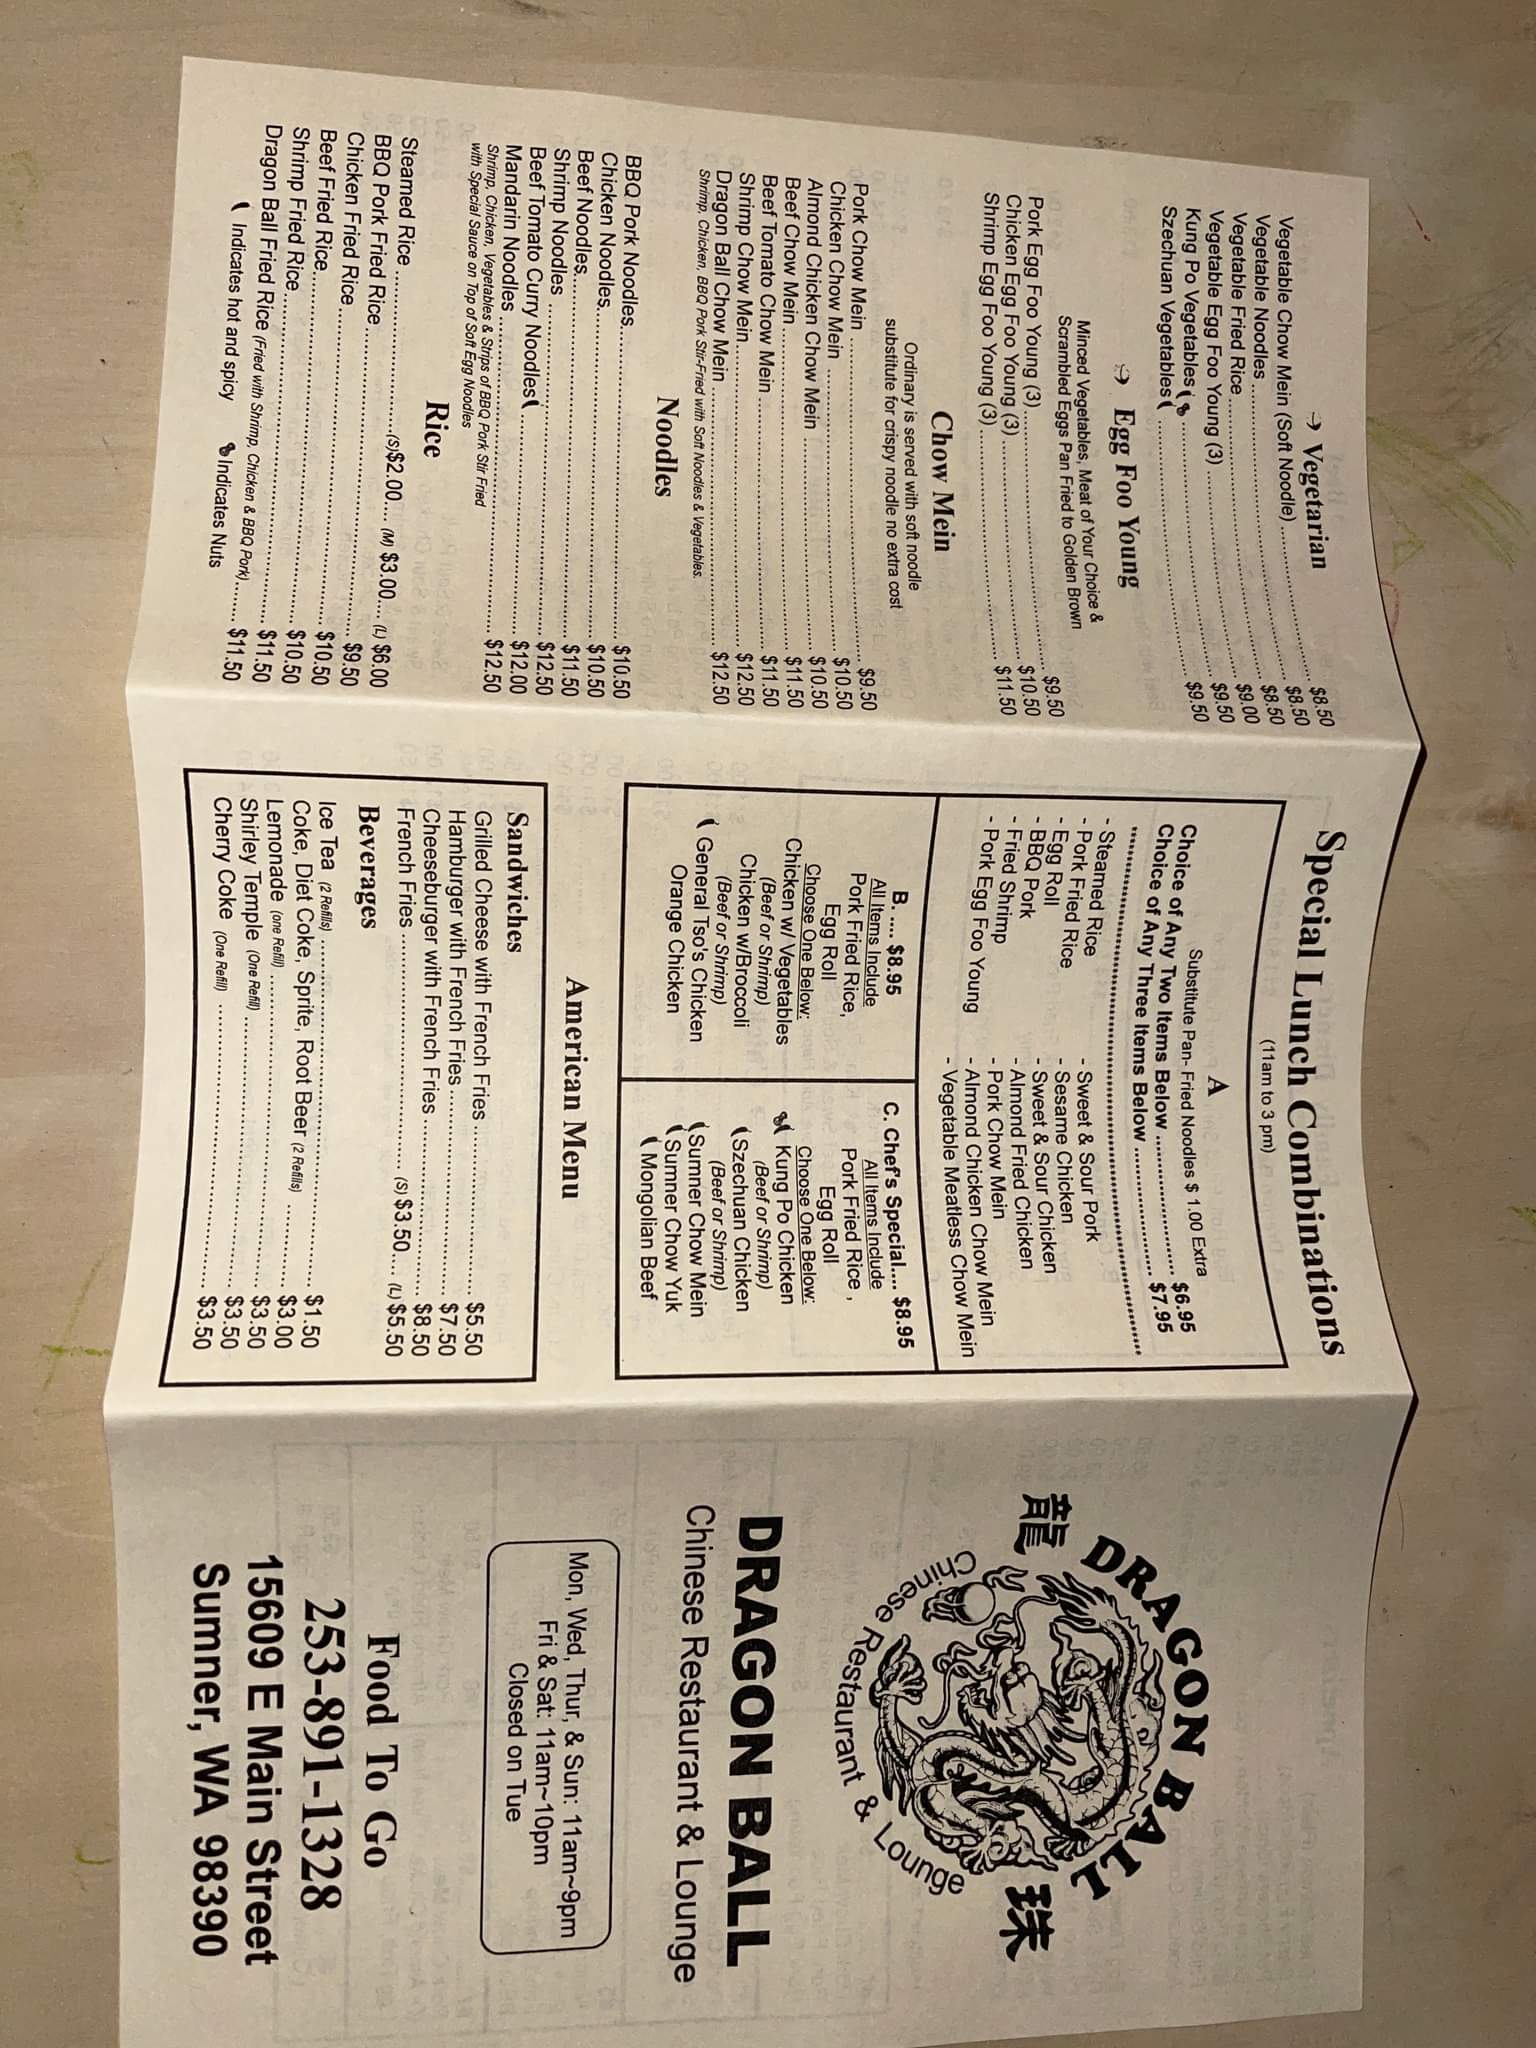 Vegetarian
Vegetable Chow Mein (Soft Noodle) $8.50
Vegetable Noodles $8.50
Vegetable Fried Rice $8.50
Vegetable Egg Foo Young (3) $9.00
Kung Po Vegetables $9.50
Szechuan Vegetables $9.50
Egg Foo Young
Minced Vegetables, Meat of Your Choice &
Scrambled Eggs Pan Fried to Golden Brown
Pork Egg Foo Young (3) $9.50
Chicken Egg Foo Young (3) $10.50
Shrimp Egg Foo Young (3) $11.50
Chow Mein
Ordinary is served with soft noodle
substitute for crispy noodle no extra cost
Pork Chow Mein $9.50
Chicken Chow Mein $10.50
Almond Chicken Chow Mein $10.50
Beef Chow Mein $11.50
Beef Tomato Chow Mein $11.50
Shrimp Chow Mein $12.50
Dragon Ball Chow Mein $12.50
Shrimp, Chicken, BBQ Pork Stir-Fried with Soft Noodles & Vegetables.
Noodles
BBQ Pork Noodles $10.50
Chicken Noodles $10.50
Beef Noodles $11.50
Shrimp Noodles $12.50
Beef Tomato Curry Noodles $12.00
Mandarin Noodles $12.50
Shrimp, Chicken, Vegetables & Strips of BBQ Pork Stir Fried
with Special Sauce on Top of Soft Egg Noodles
Rice
Steamed Rice (S)$2.00 (M) $3.00 (L) $6.00
BBQ Pork Fried Rice $9.50
Chicken Fried Rice $10.50
Beef Fried Rice $10.50
Shrimp Fried Rice $11.50
Dragon Ball Fried Rice (Fried with Shrimp, Chicken & BBQ Pork) $11.50
Indicates hot and spicy Indicates Nuts
Special Lunch Combinations
(11am to 3 pm)
A
Substitute Pan- Fried Noodles $ 1.00 Extra
Choice of Any Two Items Below $6.95
Choice of Any Three Items Below $7.95
- Steamed Rice
- Pork Fried Rice
- Egg Roll
- BBQ Pork
- Fried Shrimp
- Pork Egg Foo Young
- Sweet & Sour Pork
- Sesame Chicken
- Sweet & Sour Chicken
- Almond Fried Chicken
- Pork Chow Mein
- Almond Chicken Chow Mein
- Vegetable Meatless Chow Mein
B. .... $8.95
All Items Include
Pork Fried Rice,
Egg Roll
Choose One Below:
Chicken w/ Vegetables
(Beef or Shrimp)
Chicken w/Broccoli
(Beef or Shrimp)
General Tso's Chicken
Orange Chicken
C. Chef's Special.... $8.95
All Items Include
Pork Fried Rice ,
Egg Roll
Choose One Below:
Kung Po Chicken
(Beef or Shrimp)
Szechuan Chicken
(Beef or Shrimp)
Sumner Chow Mein
Sumner Chow Yuk
Mongolian Beef
American Menu
Sandwiches
Grilled Cheese with French Fries $5.50
Hamburger with French Fries $7.50
Cheeseburger with French Fries $8.50
French Fries (S) $3.50 (L) $5.50
Beverages
Ice Tea (2 Refills) $1.50
Coke, Diet Coke, Sprite, Root Beer (2 Refills) $3.00
Lemonade (one Refill) $3.50
Shirley Temple (One Refill) $3.50
Cherry Coke (One Refill) $3.50
DRAGON BALL
龍 珠
Chinese Restaurant & Lounge
DRAGON BALL
Chinese Restaurant & Lounge
Mon, Wed, Thur, & Sun: 11am~9pm
Fri & Sat: 11am~10pm
Closed on Tue
Food To Go
253-891-1328
15609 E Main Street
Sumner, WA 98390